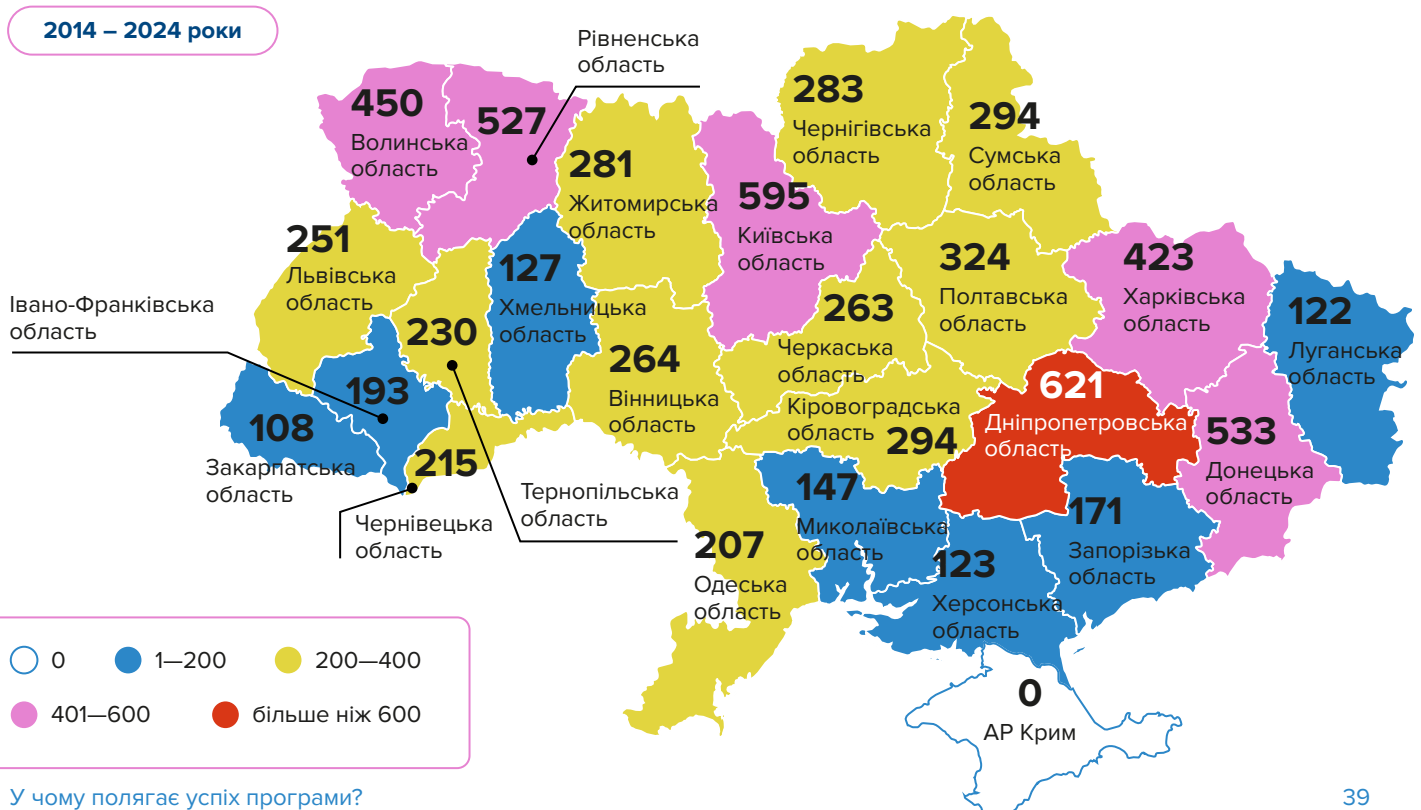 2014 – 2024 роки
Рівненська
область
450
Волинська
область
527
281
Житомирська
область
595
Київська
область
283
Чернігівська
область
294
Сумська
область
251
Львівська
область
127
Хмельницька
область
324
Полтавська
область
423
Харківська
область
122
Луганська
область
Івано-Франківська
область
230
193
108
Закарпатська
область
215
Чернівецька
область
Тернопільська
область
264
Вінницька
область
263
Черкаська
область
Кіровоградська
область
294
621
Дніпропетровська
область
533
Донецька
область
207
Одеська
область
147
Миколаївська
область
123
Херсонська
область
171
Запорізька
область
0
АР Крим
0
1—200
200—400
401—600
більше ніж 600
У чому полягає успіх програми?
39